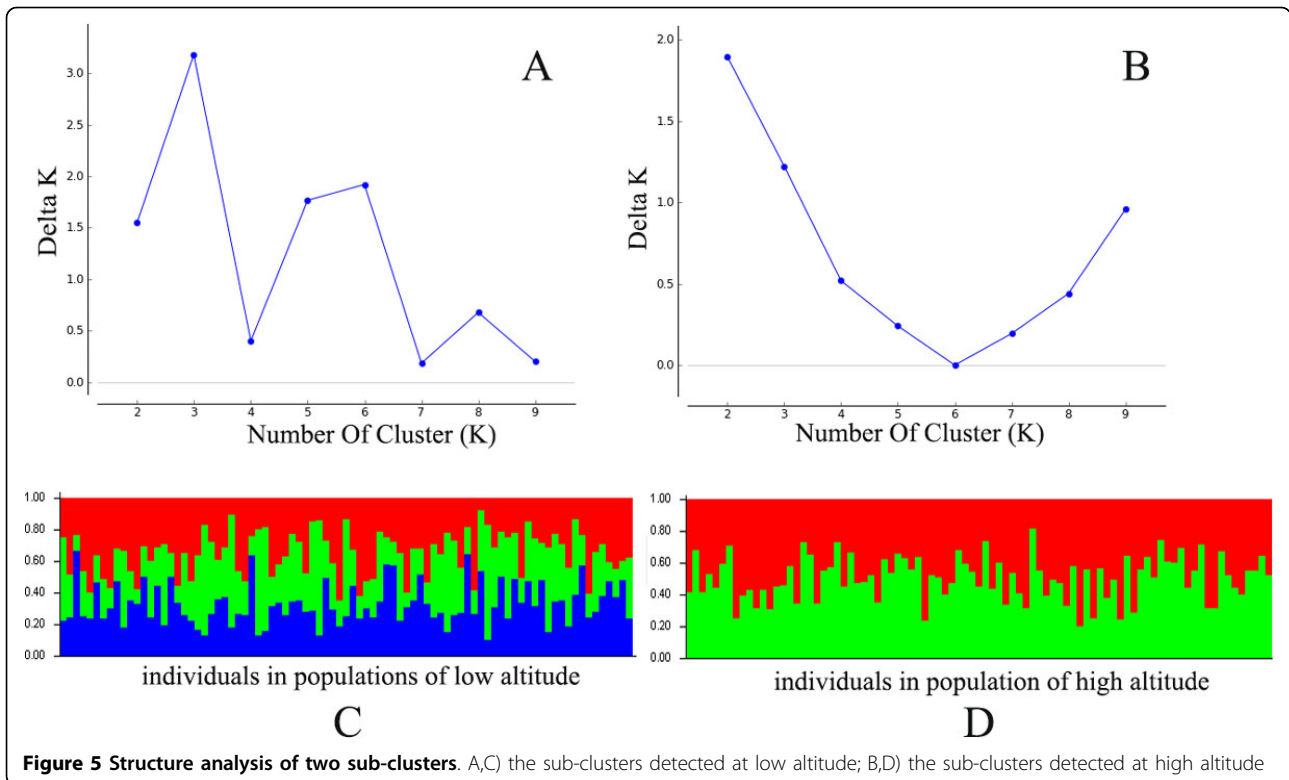 A
3.0
2.5
2.0
1.5
1.0
0.5
0.0
Delta K
2 3 4 5 6 7 8 9
Number Of Cluster (K)
B
2.0
1.5
1.0
0.5
0.0
Delta K
2 3 4 5 6 7 8 9
Number Of Cluster (K)
1.00
0.80
0.60
0.40
0.20
0.00
individuals in populations of low altitude
C
1.00
0.80
0.60
0.40
0.20
0.00
individuals in population of high altitude
D
Figure 5 Structure analysis of two sub-clusters. A,C) the sub-clusters detected at low altitude; B,D) the sub-clusters detected at high altitude